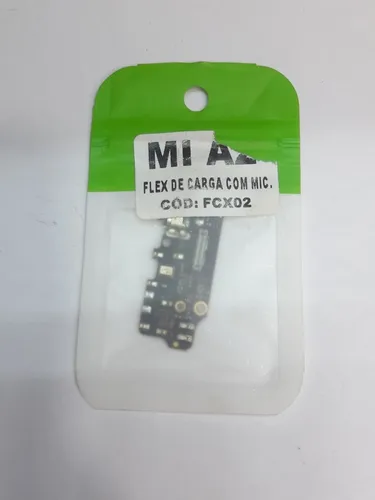 MI A2
FLEX DE CARGA COM MIC.
COD: FCX02